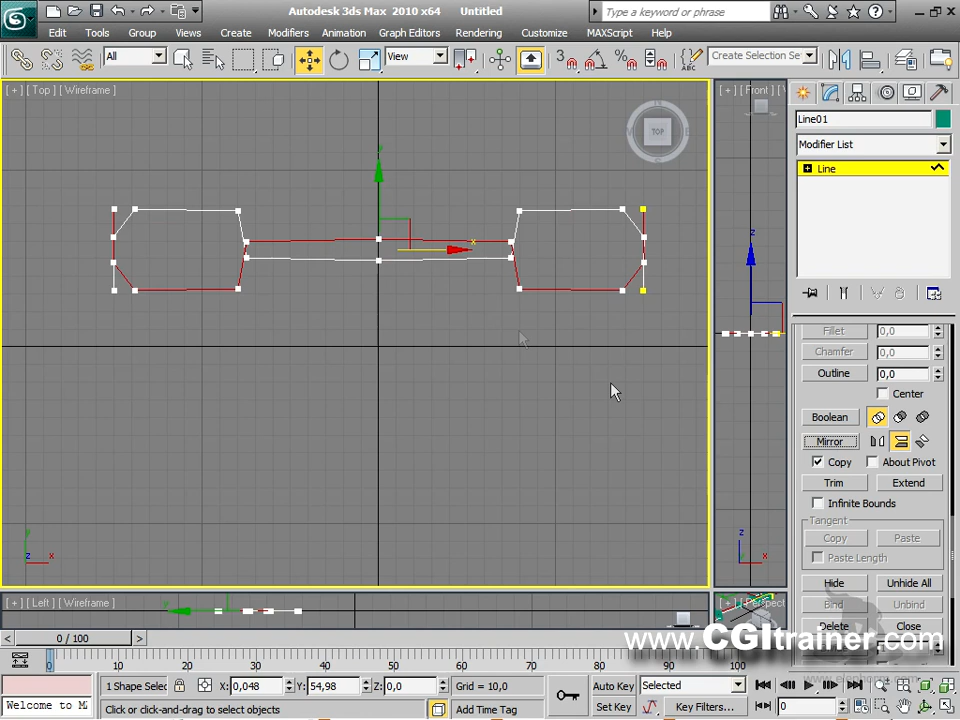 Autodesk 3ds Max 2010 x64 Untitled
Type a keyword or phrase
Edit Tools Group Views Create Modifiers Animation Graph Editors Rendering Customize MAXScript Help
All
View
3
Create Selection Se
[ + ] [ Top ] [ Wireframe ]
[ + ] [ Front ] [
TOP
Line01
Modifier List
Line
y
x
z
Fillet 0,0
Chamfer 0,0
Outline 0,0
Center
Boolean
Mirror
Copy About Pivot
Trim Extend
Infinite Bounds
Tangent
Copy Paste
Paste Length
Hide Unhide All
Bind Unbind
Delete Close
y
z x
z
x
[ + ] [ Left ] [ Wireframe ]
[ + ] [ Perspect
www.CGItrainer.com
0 / 100
0 10 20 30 40 50 60 70 80 90 100
1 Shape Selec X: 0,048 Y: 54,98 Z: 0,0 Grid = 10,0 Auto Key Selected
Welcome to M
Click or click-and-drag to select objects Add Time Tag Set Key Key Filters... 0